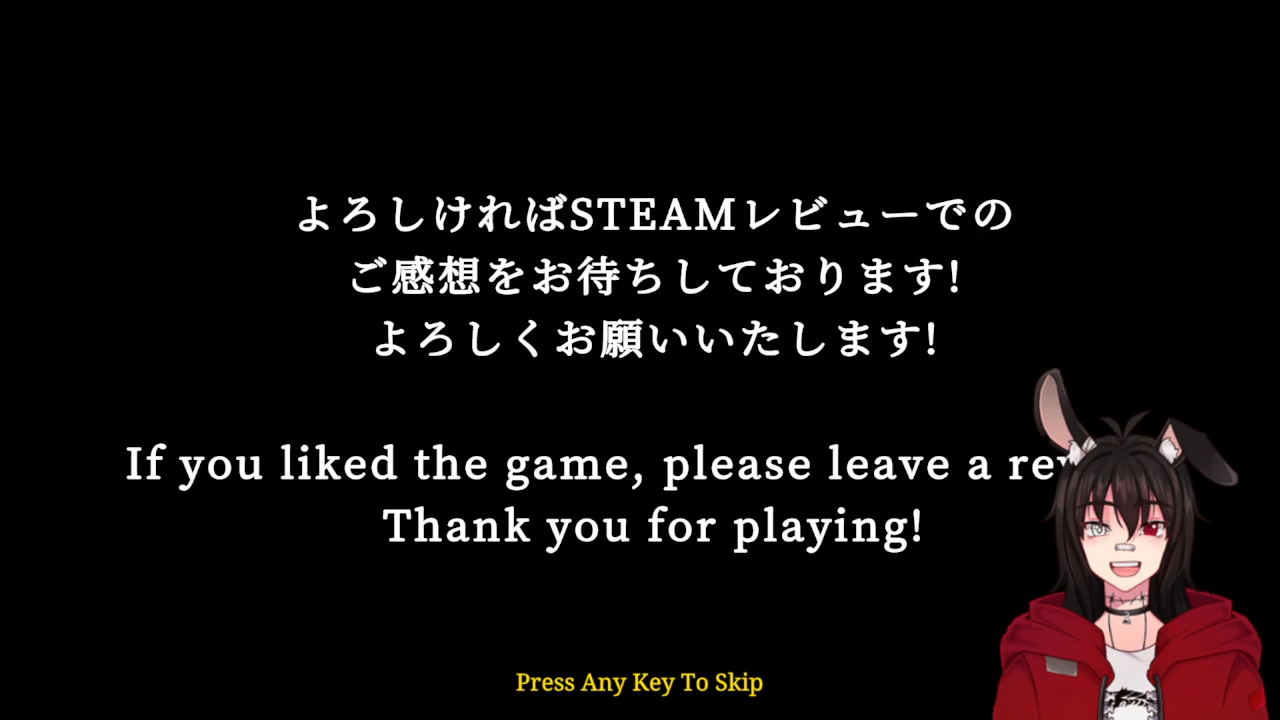 よろしければSTEAMレビューでの
ご感想をお待ちしております!
よろしくお願いいたします!
If you liked the game, please leave a
Thank you for playing!
Press Any Key To Skip